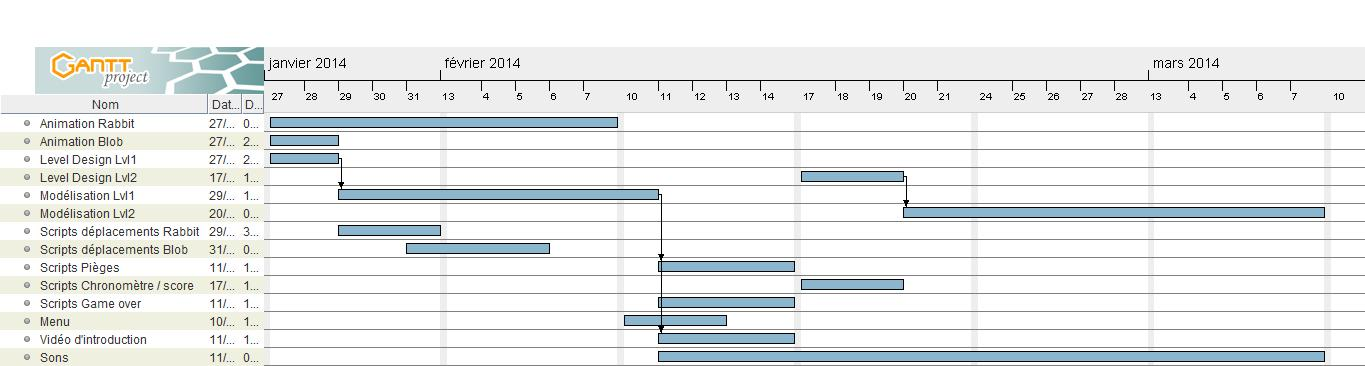 GANTT
project
janvier 2014 février 2014 mars 2014
27 28 29 30 31 13 4 5 6 7 10 11 12 13 14 17 18 19 20 21 24 25 26 27 28 13 4 5 6 7 10
Nom Dat... D...
Animation Rabbit 27/... 0...
Animation Blob 27/... 2...
Level Design Lvl1 27/... 2...
Level Design Lvl2 17/... 1...
Modélisation Lvl1 29/... 1...
Modélisation Lvl2 20/... 0...
Scripts déplacements Rabbit 29/... 3...
Scripts déplacements Blob 31/... 0...
Scripts Pièges 11/... 1...
Scripts Chronomètre / score 17/... 1...
Scripts Game over 11/... 1...
Menu 10/... 1...
Vidéo d'introduction 11/... 1...
Sons 11/... 0...